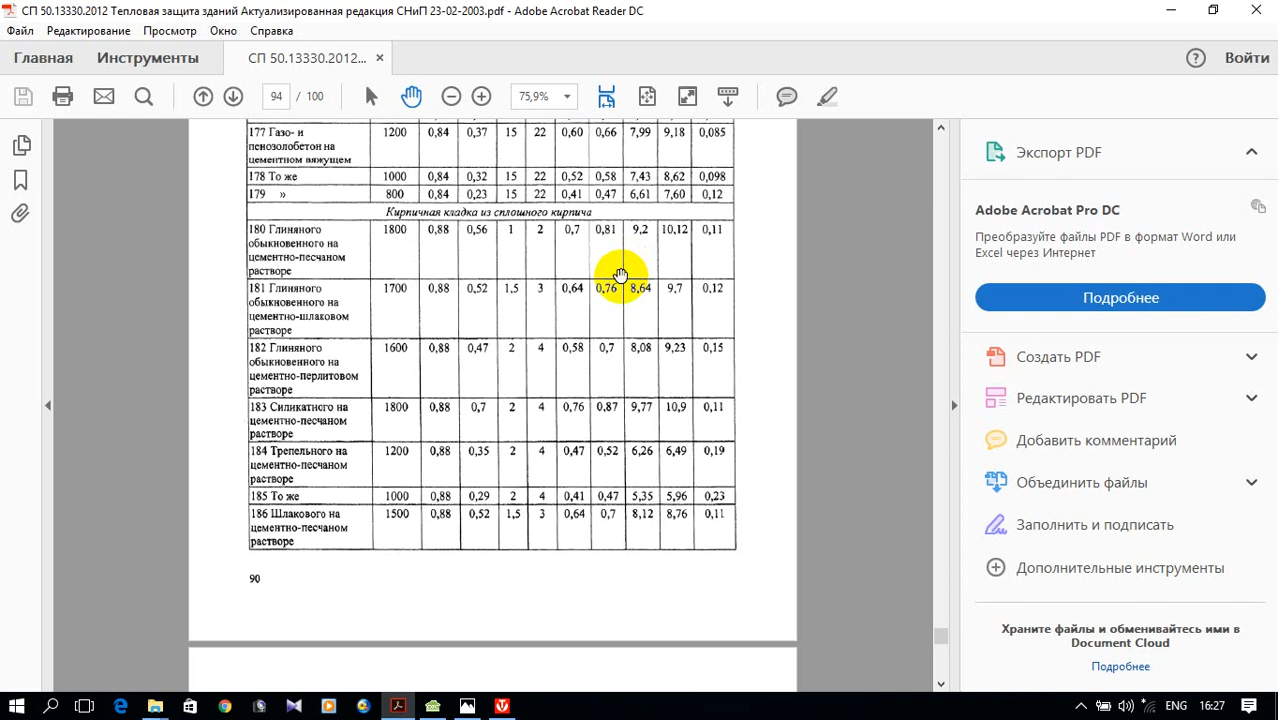 СП 50.13330.2012 Тепловая защита зданий Актуализированная редакция СНиП 23-02-2003.pdf - Adobe Acrobat Reader DC
Файл Редактирование Просмотр Окно Справка
Главная Инструменты СП 50.13330.2012... × Войти
94 / 100 75,9%
177 Газо- и 1200 0,84 0,37 15 22 0,60 0,66 7,99 9,18 0,085
пенозолобетон на
цементном вяжущем
178 То же 1000 0,84 0,32 15 22 0,52 0,58 7,43 8,62 0,098
179 » 800 0,84 0,23 15 22 0,41 0,47 6,61 7,60 0,12
Кирпичная кладка из сплошного кирпича
180 Глиняного 1800 0,88 0,56 1 2 0,7 0,81 9,2 10,12 0,11
обыкновенного на
цементно-песчаном
растворе
181 Глиняного 1700 0,88 0,52 1,5 3 0,64 0,76 8,64 9,7 0,12
обыкновенного на
цементно-шлаковом
растворе
182 Глиняного 1600 0,88 0,47 2 4 0,58 0,7 8,08 9,23 0,15
обыкновенного на
цементно-перлитовом
растворе
183 Силикатного на 1800 0,88 0,7 2 4 0,76 0,87 9,77 10,9 0,11
цементно-песчаном
растворе
184 Трепельного на 1200 0,88 0,35 2 4 0,47 0,52 6,26 6,49 0,19
цементно-песчаном
растворе
185 То же 1000 0,88 0,29 2 4 0,41 0,47 5,35 5,96 0,23
186 Шлакового на 1500 0,88 0,52 1,5 3 0,64 0,7 8,12 8,76 0,11
цементно-песчаном
растворе
90
Экспорт PDF
Adobe Acrobat Pro DC
Преобразуйте файлы PDF в формат Word или
Excel через Интернет
Подробнее
Создать PDF
Редактировать PDF
Добавить комментарий
Объединить файлы
Заполнить и подписать
Дополнительные инструменты
Храните файлы и обменивайтесь ими в
Document Cloud
Подробнее
ENG 16:27